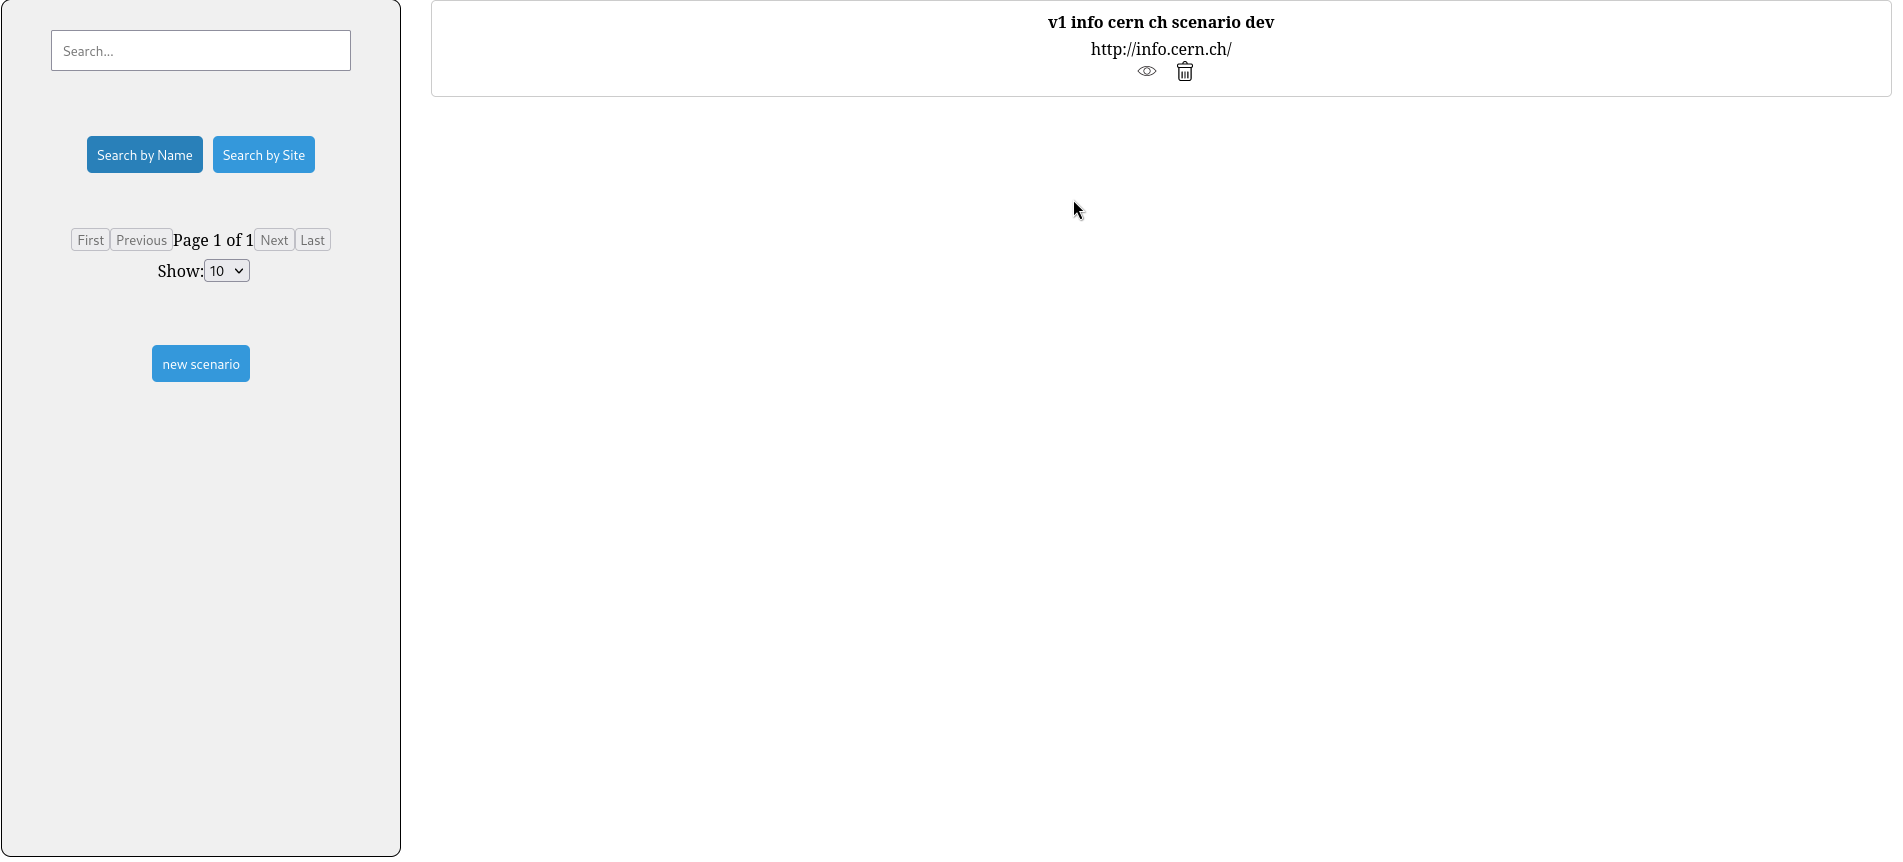 Search...
Search by Name Search by Site
First Previous Page 1 of 1 Next Last
Show: 10
new scenario
v1 info cern ch scenario dev
http://info.cern.ch/